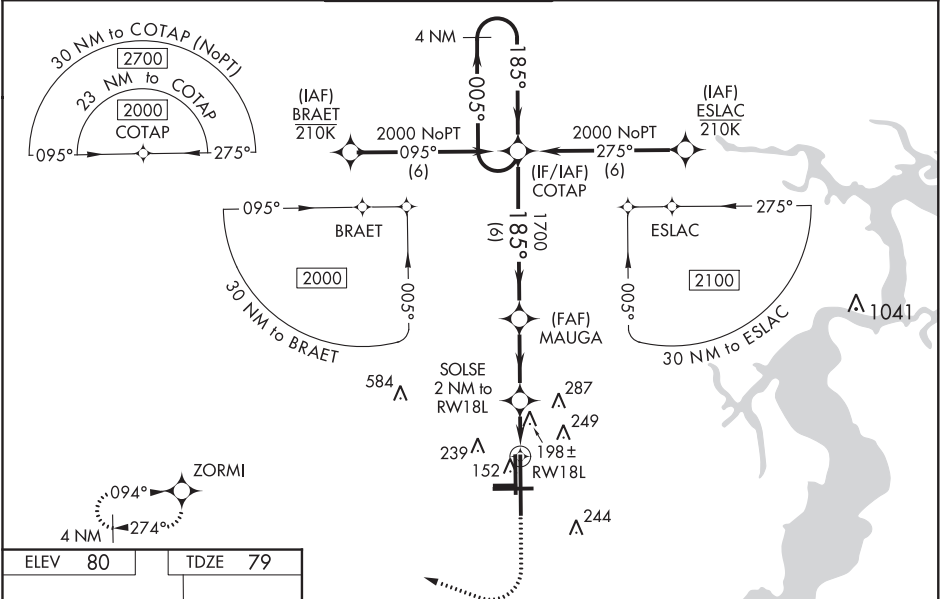 30 NM to COTAP (NoPT)
2700
23 NM to COTAP
2000
COTAP
095°
275°
4 NM
005°
185°
(IAF)
BRAET
210K
2000 NoPT
095°
(6)
(IF/IAF)
COTAP
2000 NoPT
275°
(6)
(IAF)
ESLAC
210K
095°
BRAET
2000
005°
30 NM to BRAET
1700
185°
(6)
275°
ESLAC
2100
005°
30 NM to ESLAC
1041
(FAF)
MAUGA
584
SOLSE
2 NM to
RW18L
287
249
239
198±
152
RW18L
244
ZORMI
094°
274°
4 NM
ELEV 80
TDZE 79